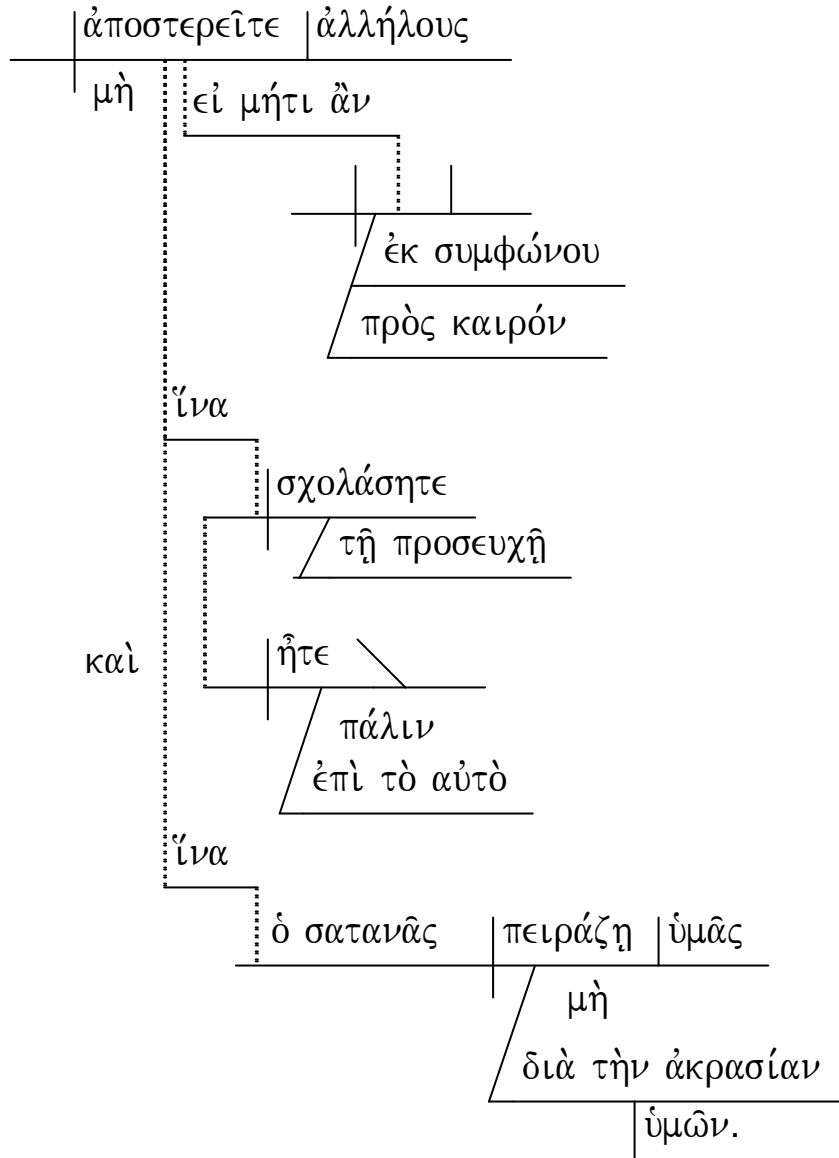 ἀποστερεῖτε ἀλλήλους
μὴ
εἰ μήτι ἂν
ἐκ συμφώνου
πρὸς καιρόν
ἵνα
σχολάσητε
τῇ προσευχῇ
καὶ
ἦτε
πάλιν
ἐπὶ τὸ αὐτὸ
ἵνα
ὁ σατανᾶς πειράζῃ ὑμᾶς
μὴ
διὰ τὴν ἀκρασίαν
ὑμῶν.